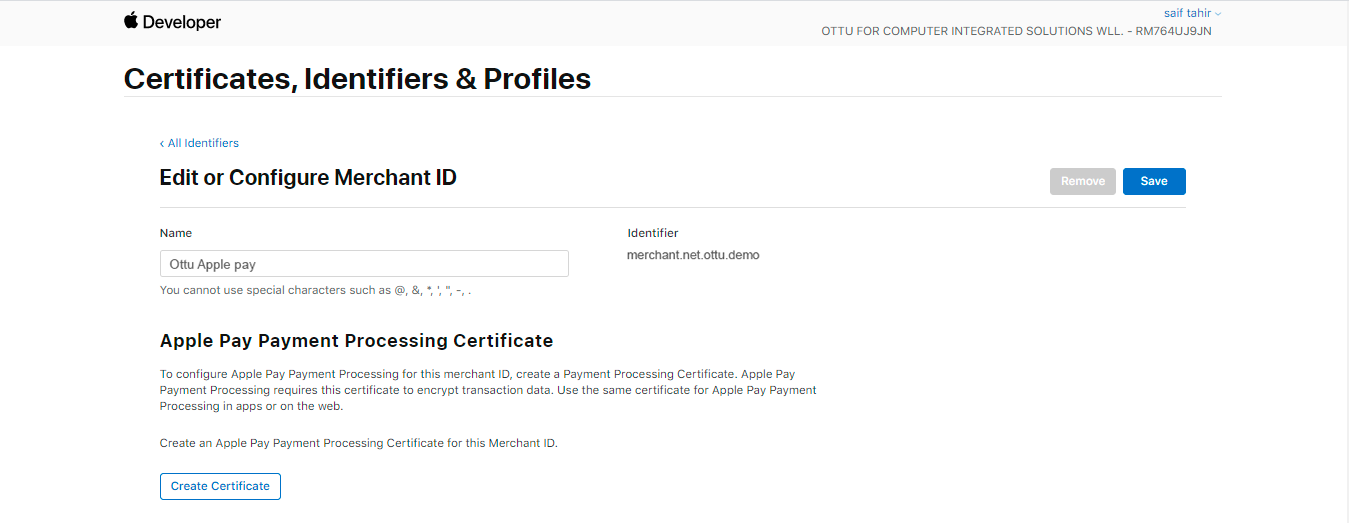 Developer
saif tahir
OTTU FOR COMPUTER INTEGRATED SOLUTIONS WLL. - RM764UJ9JN
Certificates, Identifiers & Profiles
‹ All Identifiers
Edit or Configure Merchant ID
Remove
Save
Name
Identifier
Ottu Apple pay
merchant.net.ottu.demo
You cannot use special characters such as @, &, *, ', ", -, .
Apple Pay Payment Processing Certificate
To configure Apple Pay Payment Processing for this merchant ID, create a Payment Processing Certificate. Apple Pay
Payment Processing requires this certificate to encrypt transaction data. Use the same certificate for Apple Pay Payment
Processing in apps or on the web.
Create an Apple Pay Payment Processing Certificate for this Merchant ID.
Create Certificate